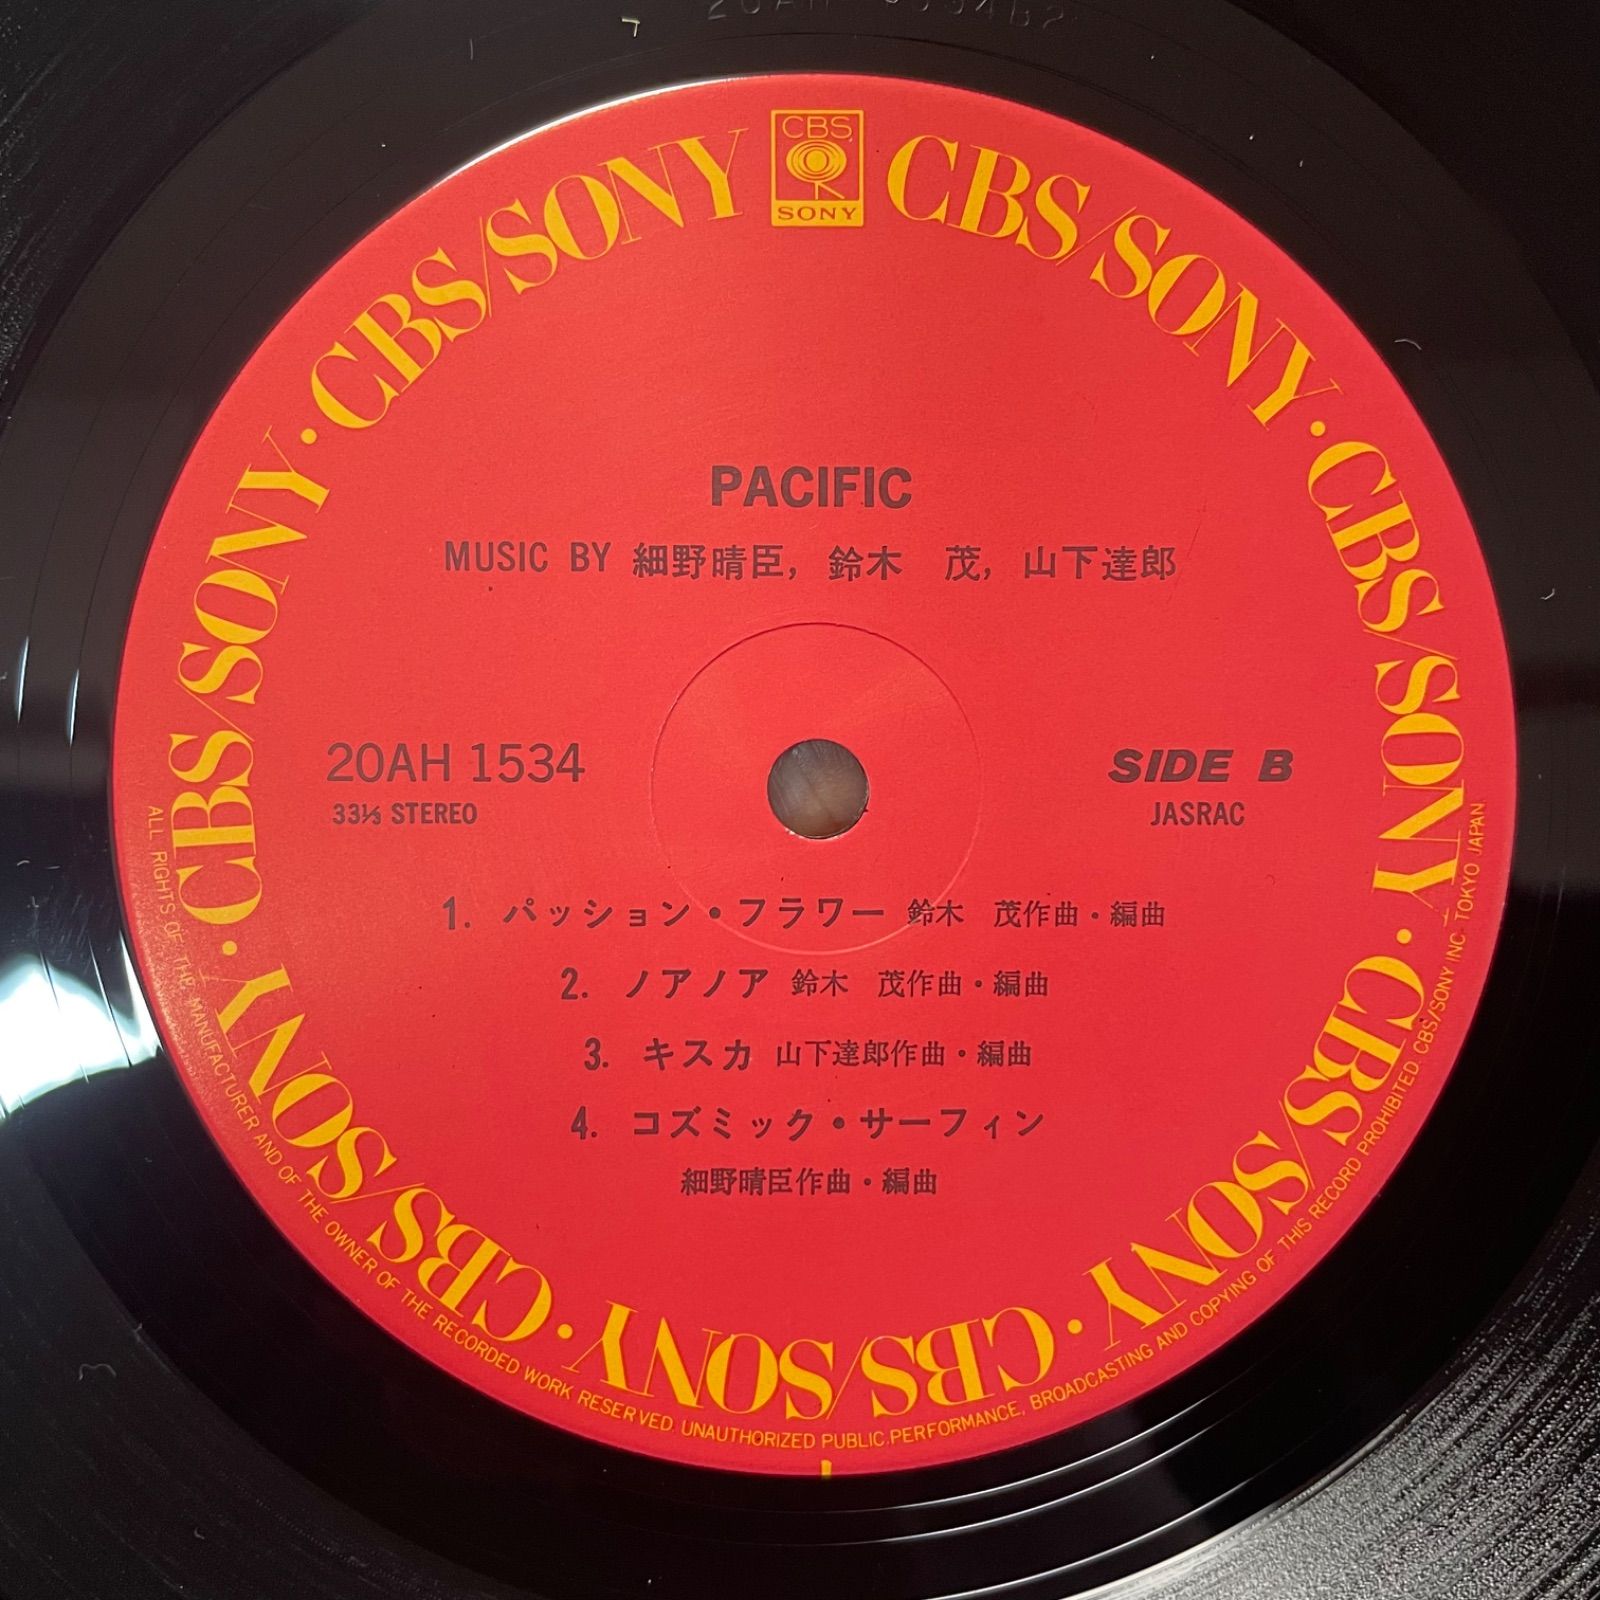 CBS
SONY
CBS/SONY · CBS/SONY · CBS/SONY · CBS/SONY · CBS/SONY · CBS/SONY · CBS/SONY · CBS/SONY
PACIFIC
MUSIC BY 細野晴臣, 鈴木 茂, 山下達郎
20AH 1534
33⅓ STEREO
SIDE B
JASRAC
1. パッション・フラワー 鈴木 茂作曲・編曲
2. ノアノア 鈴木 茂作曲・編曲
3. キスカ 山下達郎作曲・編曲
4. コズミック・サーフィン
細野晴臣作曲・編曲
ALL RIGHTS OF THE MANUFACTURER AND OF THE OWNER OF THE RECORDED WORK RESERVED. UNAUTHORIZED PUBLIC PERFORMANCE, BROADCASTING AND COPYING OF THIS RECORD PROHIBITED. CBS/SONY INC. TOKYO JAPAN